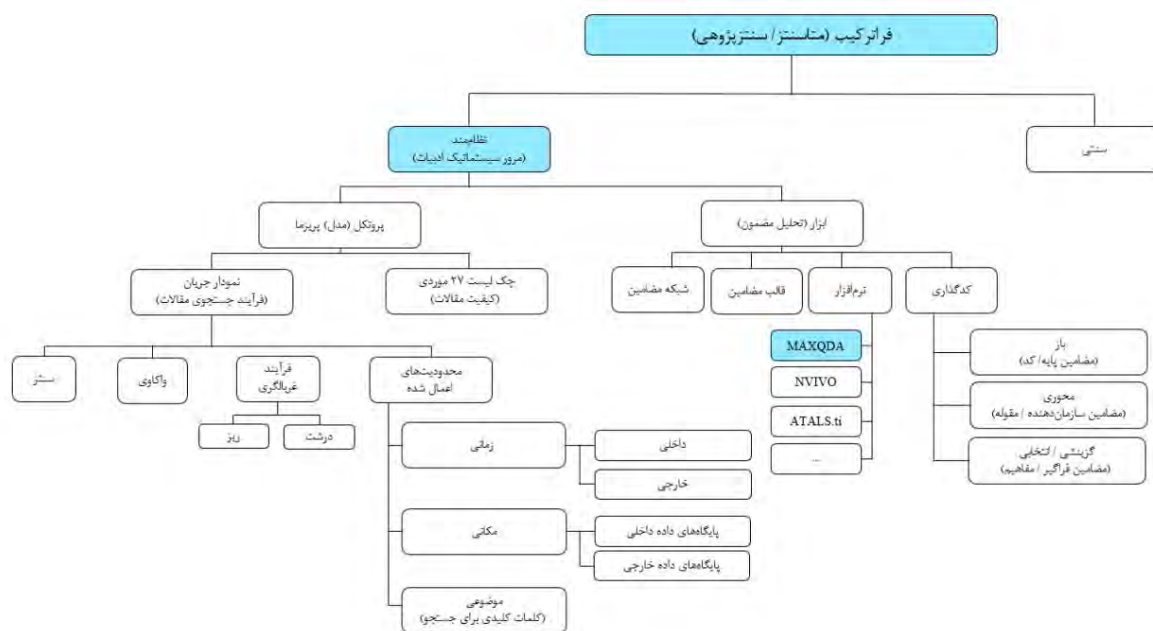 فراترکیب (متاسنتز/ سنتزپژوهی)
سنتی
نظام‌مند
(مرور سیستماتیک ادبیات)
ابزار (تحلیل مضمون)
پروتکل (مدل) پریزما
کدگذاری
نرم‌افزار
قالب مضامین
شبکه مضامین
چک لیست ۲۷ موردی
(کیفیت مقالات)
نمودار جریان
(فرآیند جستجوی مقالات)
باز
(مضامین پایه/ کد)
محوری
(مضامین سازمان‌دهنده / مقوله)
گزینشی / انتخابی
(مضامین فراگیر / مفاهیم)
MAXQDA
NVIVO
ATALS.ti
...
محدودیت‌های
اعمال شده
فرآیند
غربالگری
واکاوی
سنتز
درشت
ریز
زمانی
داخلی
خارجی
مکانی
پایگاه‌های داده داخلی
پایگاه‌های داده خارجی
موضوعی
(کلمات کلیدی برای جستجو)